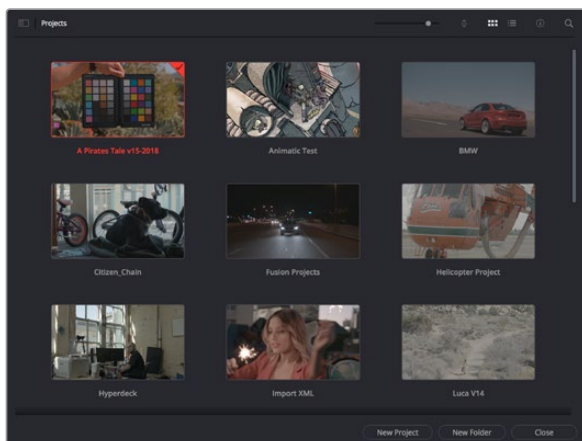 Projects
A Pirates Tale v15-2018
Animatic Test
BMW
Citizen_Chain
Fusion Projects
Helicopter Project
Hyperdeck
Import XML
Luca V14
New Project
New Folder
Close